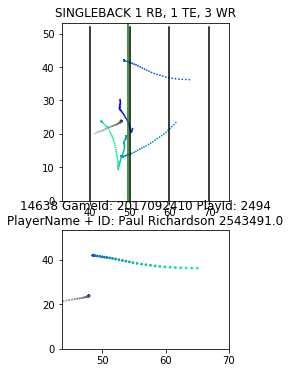 SINGLEBACK 1 RB, 1 TE, 3 WR
50
40
30
20
10
0
40 50 60 70
14638 GameId: 2017092410 PlayId: 2494
PlayerName + ID: Paul Richardson 2543491.0
40
20
0
50 60 70